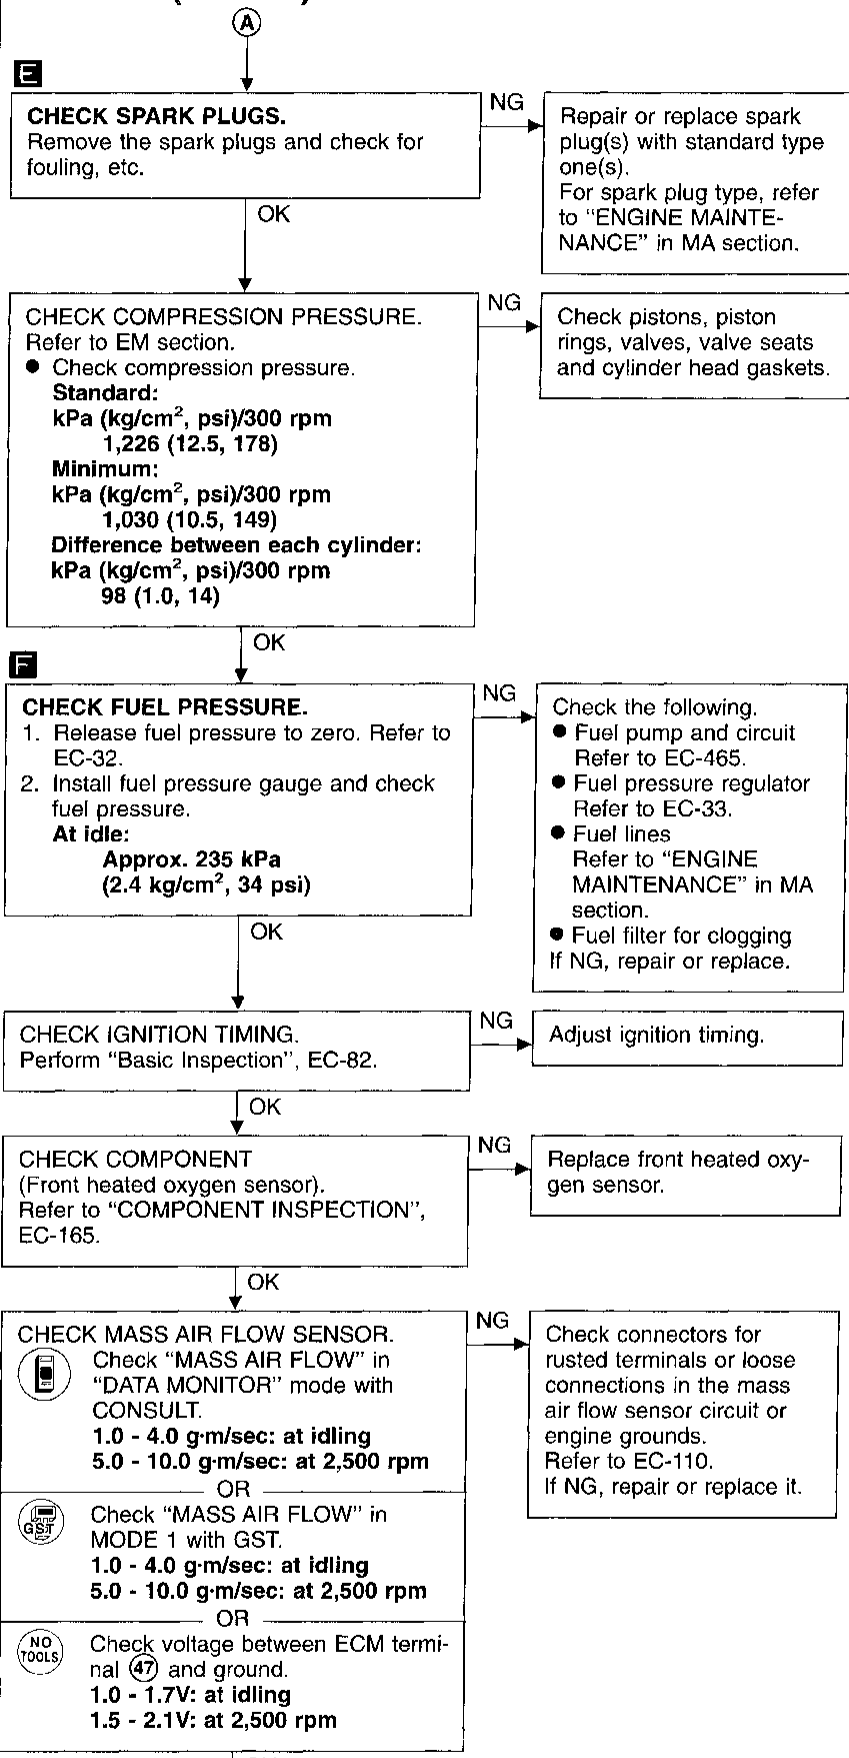 A
E
CHECK SPARK PLUGS.
Remove the spark plugs and check for
fouling, etc.
NG
Repair or replace spark
plug(s) with standard type
one(s).
For spark plug type, refer
to “ENGINE MAINTE-
NANCE” in MA section.
OK
CHECK COMPRESSION PRESSURE.
Refer to EM section.
● Check compression pressure.
Standard:
kPa (kg/cm², psi)/300 rpm
1,226 (12.5, 178)
Minimum:
kPa (kg/cm², psi)/300 rpm
1,030 (10.5, 149)
Difference between each cylinder:
kPa (kg/cm², psi)/300 rpm
98 (1.0, 14)
NG
Check pistons, piston
rings, valves, valve seats
and cylinder head gaskets.
OK
F
CHECK FUEL PRESSURE.
1. Release fuel pressure to zero. Refer to
EC-32.
2. Install fuel pressure gauge and check
fuel pressure.
At idle:
Approx. 235 kPa
(2.4 kg/cm², 34 psi)
NG
Check the following.
● Fuel pump and circuit
Refer to EC-465.
● Fuel pressure regulator
Refer to EC-33.
● Fuel lines
Refer to “ENGINE
MAINTENANCE” in MA
section.
● Fuel filter for clogging
If NG, repair or replace.
OK
CHECK IGNITION TIMING.
Perform “Basic Inspection”, EC-82.
NG
Adjust ignition timing.
OK
CHECK COMPONENT
(Front heated oxygen sensor).
Refer to “COMPONENT INSPECTION”,
EC-165.
NG
Replace front heated oxy-
gen sensor.
OK
CHECK MASS AIR FLOW SENSOR.
Check “MASS AIR FLOW” in
“DATA MONITOR” mode with
CONSULT.
1.0 - 4.0 g·m/sec: at idling
5.0 - 10.0 g·m/sec: at 2,500 rpm
OR
GST
Check “MASS AIR FLOW” in
MODE 1 with GST.
1.0 - 4.0 g·m/sec: at idling
5.0 - 10.0 g·m/sec: at 2,500 rpm
OR
NO
TOOLS
Check voltage between ECM termi-
nal 47 and ground.
1.0 - 1.7V: at idling
1.5 - 2.1V: at 2,500 rpm
NG
Check connectors for
rusted terminals or loose
connections in the mass
air flow sensor circuit or
engine grounds.
Refer to EC-110.
If NG, repair or replace it.